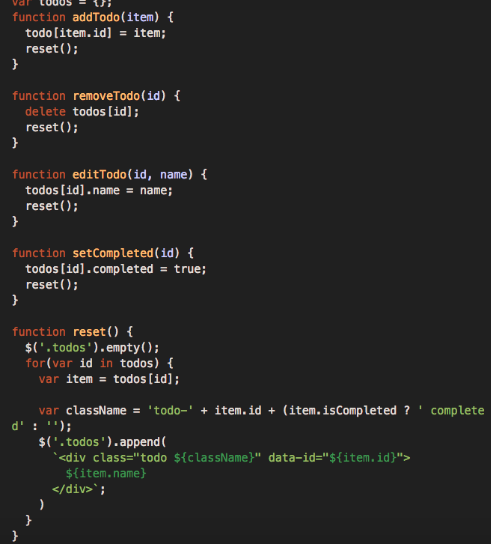 var todos = {};
function addTodo(item) {
  todo[item.id] = item;
  reset();
}

function removeTodo(id) {
  delete todos[id];
  reset();
}

function editTodo(id, name) {
  todos[id].name = name;
  reset();
}

function setCompleted(id) {
  todos[id].completed = true;
  reset();
}

function reset() {
  $('.todos').empty();
  for(var id in todos) {
    var item = todos[id];

    var className = 'todo-' + item.id + (item.isCompleted ? ' complete
d' : '');
    $('.todos').append(
      `<div class="todo ${className}" data-id="${item.id}">
        ${item.name}
      </div>`;
    )
  }
}